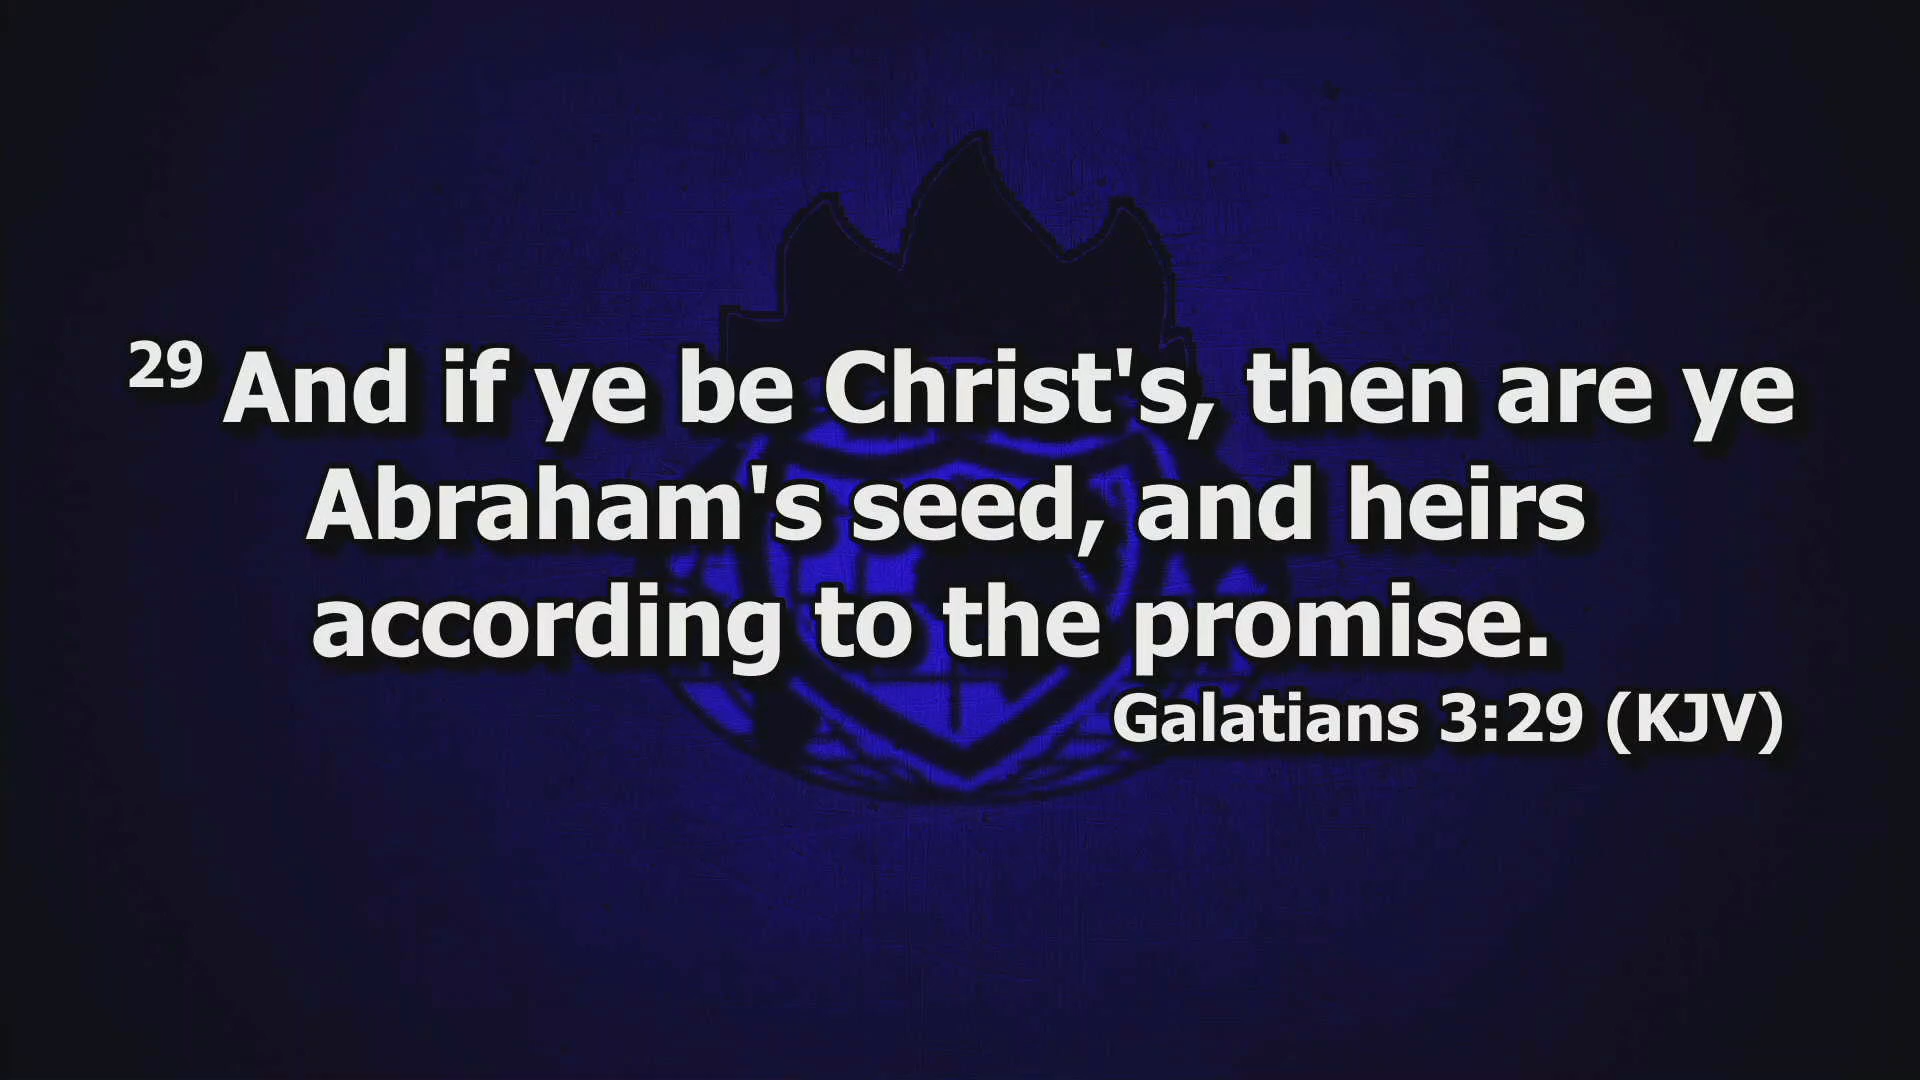 29 And if ye be Christ's, then are ye
Abraham's seed, and heirs
according to the promise.
Galatians 3:29 (KJV)